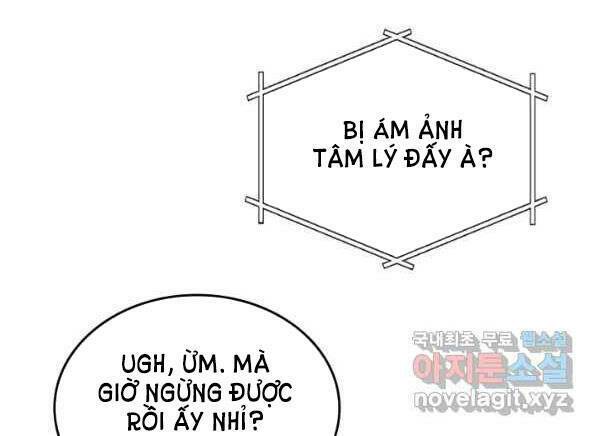 BỊ ÁM ẢNH
TÂM LÝ ĐẤY À?
UGH, ỪM. MÀ
GIỜ NGỪNG ĐƯỢC
RỒI ẤY NHỈ?
국내최초 무료 웹소설
아지툰소설
agitoon.xyz